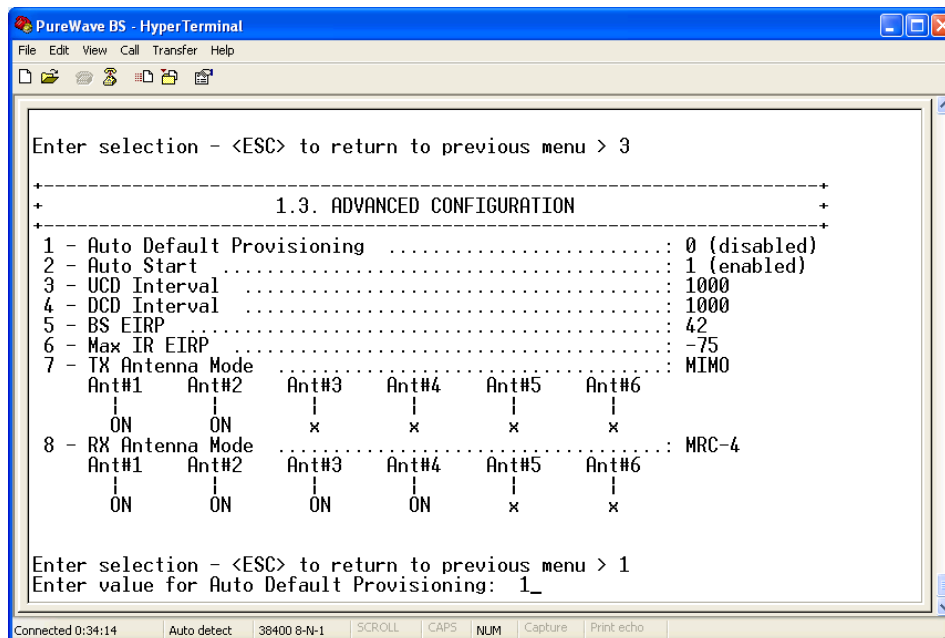 PureWave BS - HyperTerminal
File Edit View Call Transfer Help
Enter selection - <ESC> to return to previous menu > 3
+----------------------------------------------------------------------+
+ 1.3. ADVANCED CONFIGURATION +
+----------------------------------------------------------------------+
1 - Auto Default Provisioning .........................: 0 (disabled)
2 - Auto Start ........................................: 1 (enabled)
3 - UCD Interval ......................................: 1000
4 - DCD Interval ......................................: 1000
5 - BS EIRP ...........................................: 42
6 - Max IR EIRP .......................................: -75
7 - TX Antenna Mode ...................................: MIMO
Ant#1 Ant#2 Ant#3 Ant#4 Ant#5 Ant#6
| | | | | |
ON ON x x x x
8 - RX Antenna Mode ...................................: MRC-4
Ant#1 Ant#2 Ant#3 Ant#4 Ant#5 Ant#6
| | | | | |
ON ON ON ON x x
Enter selection - <ESC> to return to previous menu > 1
Enter value for Auto Default Provisioning: 1_
Connected 0:34:14 Auto detect 38400 8-N-1 SCROLL CAPS NUM Capture Print echo